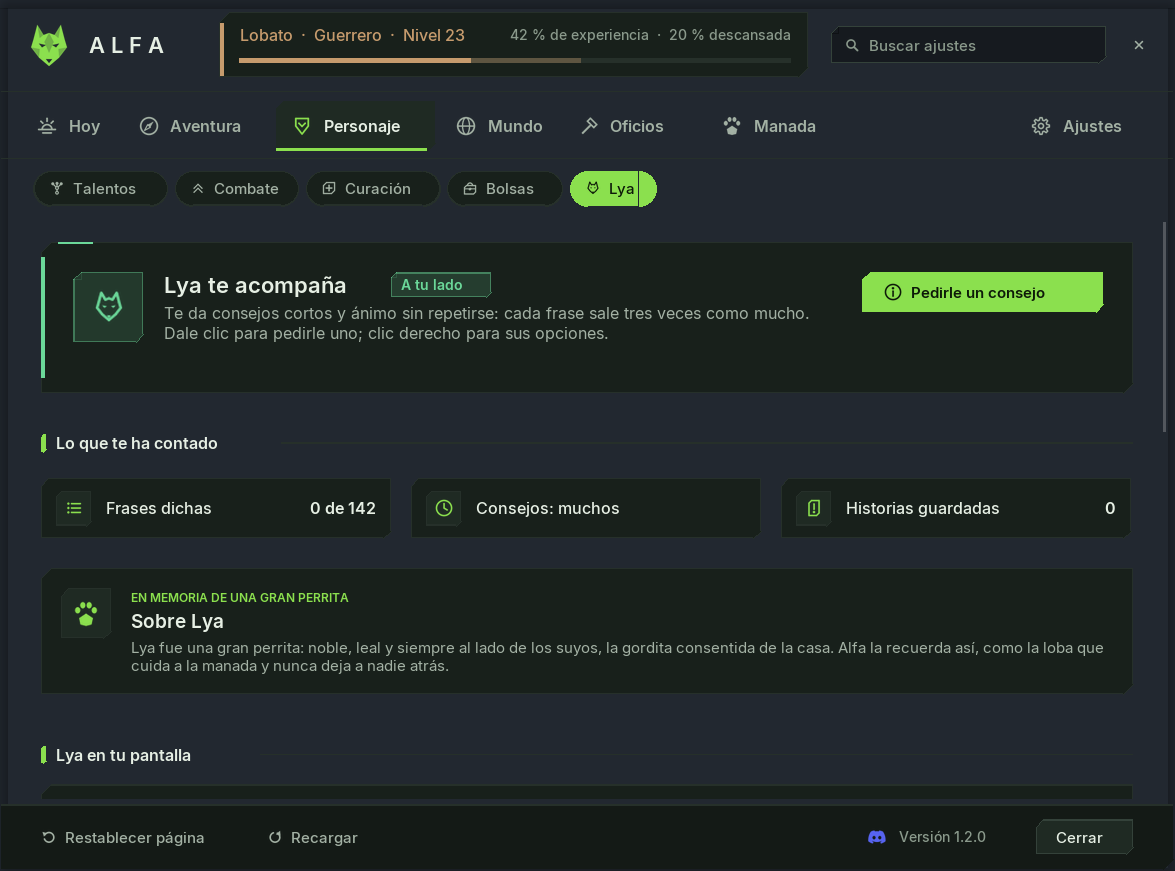 ALFA
Lobato · Guerrero · Nivel 23
42 % de experiencia · 20 % descansada
Buscar ajustes
Hoy
Aventura
Personaje
Mundo
Oficios
Manada
Ajustes
Talentos
Combate
Curación
Bolsas
Lya
Lya te acompaña
A tu lado
Te da consejos cortos y ánimo sin repetirse: cada frase sale tres veces como mucho.
Dale clic para pedirle uno; clic derecho para sus opciones.
Pedirle un consejo
Lo que te ha contado
Frases dichas
0 de 142
Consejos: muchos
Historias guardadas
0
EN MEMORIA DE UNA GRAN PERRITA
Sobre Lya
Lya fue una gran perrita: noble, leal y siempre al lado de los suyos, la gordita consentida de la casa. Alfa la recuerda así, como la loba que
cuida a la manada y nunca deja a nadie atrás.
Lya en tu pantalla
Restablecer página
Recargar
Versión 1.2.0
Cerrar